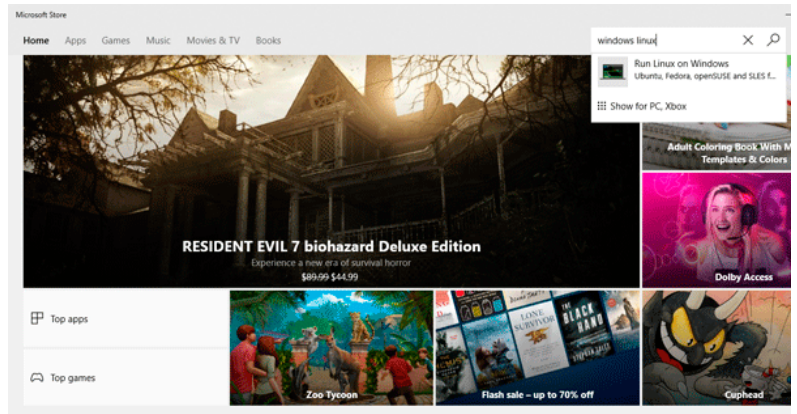 Microsoft Store
Home Apps Games Music Movies & TV Books
windows linux
Run Linux on Windows
Ubuntu, Fedora, openSUSE and SLES f...
Show for PC, Xbox
Adult Coloring Book With M
Templates & Colors
RESIDENT EVIL 7 biohazard Deluxe Edition
Experience a new era of survival horror
$89.99 $44.99
Dolby Access
Top apps
Top games
Zoo Tycoon
LONE
SURVIVOR
THE
BLACK
HAND
Flash sale – up to 70% off
Cuphead